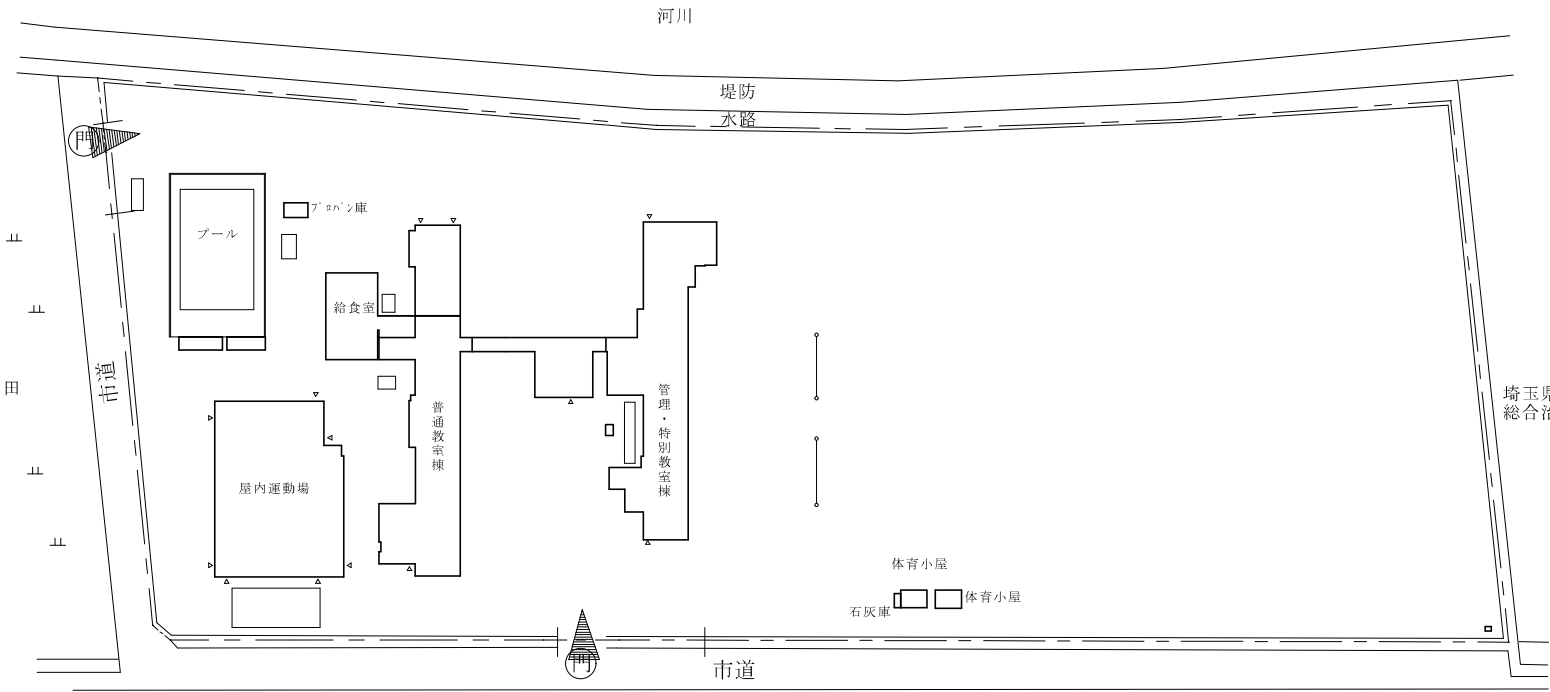 河川
堤防
水路
門
プロパン庫
プール
給食室
市道
田
普通教室棟
管理・特別教室棟
埼玉県
総合治
屋内運動場
体育小屋
体育小屋
石灰庫
門
市道